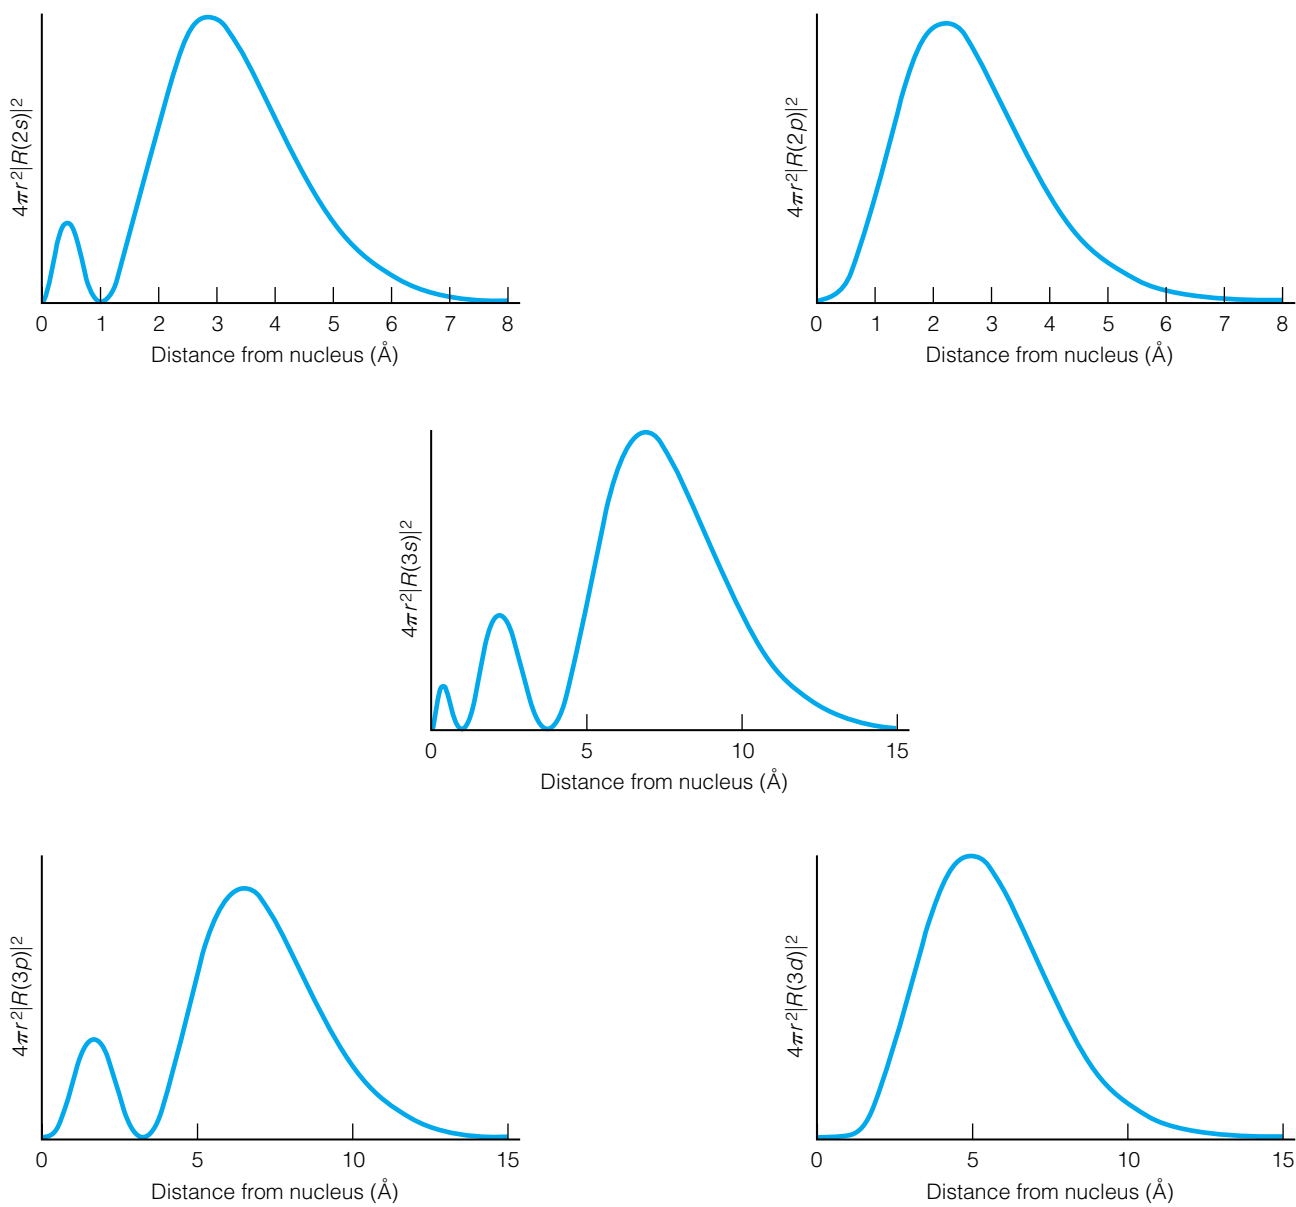 4πr²|R(2s)|²
0 1 2 3 4 5 6 7 8
Distance from nucleus (Å)
4πr²|R(2p)|²
0 1 2 3 4 5 6 7 8
Distance from nucleus (Å)
4πr²|R(3s)|²
0 5 10 15
Distance from nucleus (Å)
4πr²|R(3p)|²
0 5 10 15
Distance from nucleus (Å)
4πr²|R(3d)|²
0 5 10 15
Distance from nucleus (Å)